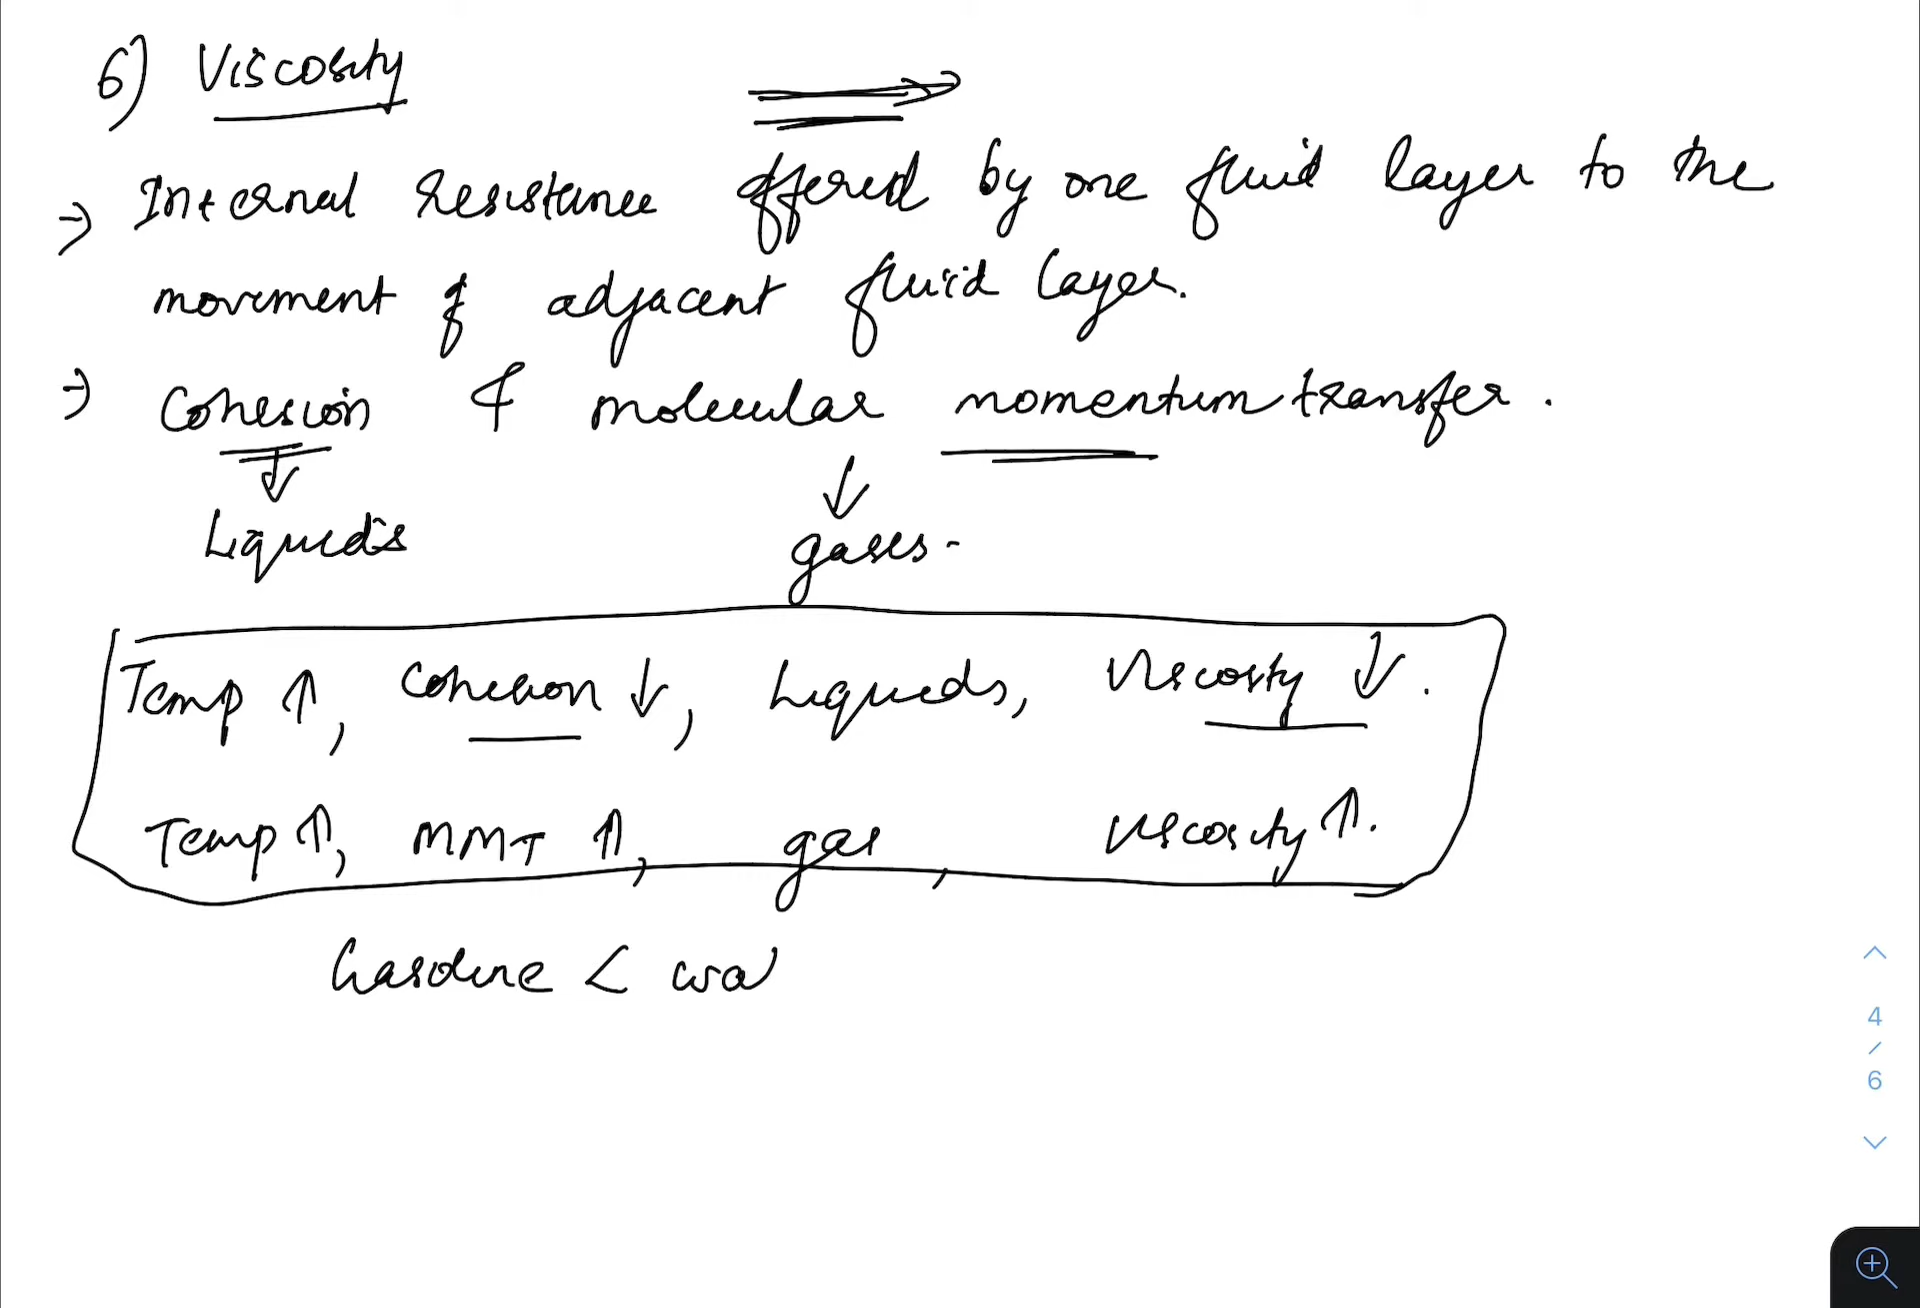 6) Viscosity
→ Internal resistance offered by one fluid layer to the
movement of adjacent fluid layer.
→ Cohesion & molecular momentum transfer.
↓ ↓
Liquids gases.
Temp ↑, Cohesion ↓, Liquids, Viscosity ↓.
Temp ↑, MMT ↑, gas, viscosity ↑.
Gasoline < wa
4
/
6